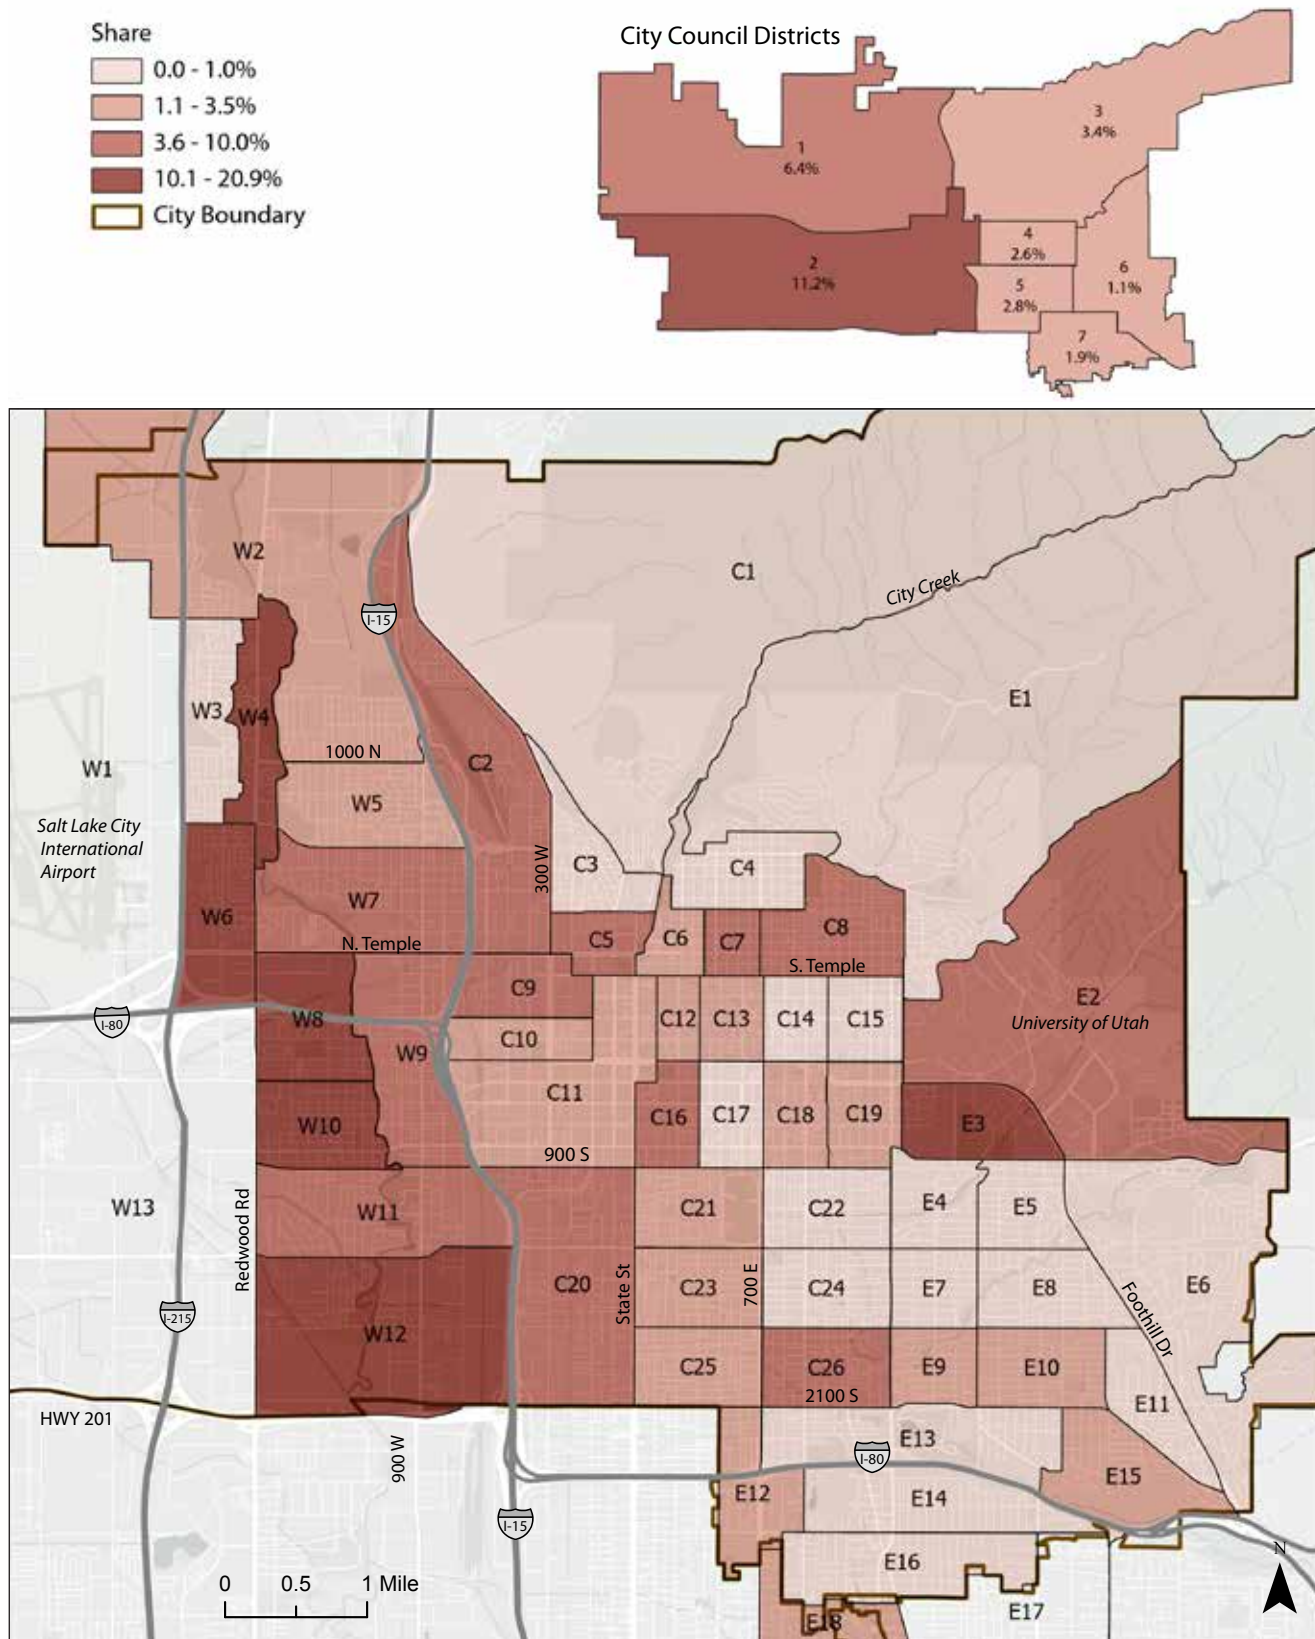 Share
0.0 - 1.0%
1.1 - 3.5%
3.6 - 10.0%
10.1 - 20.9%
City Boundary
City Council Districts
1
6.4%
3
3.4%
2
11.2%
4
2.6%
5
2.8%
6
1.1%
7
1.9%
W2
C1
City Creek
I-15
E1
W3
W4
W1
1000 N
C2
W5
Salt Lake City
International
Airport
300 W
C3
C4
W6
W7
N. Temple
C5
C6
C7
C8
S. Temple
C9
E2
University of Utah
I-80
W8
W9
C10
C12
C13
C14
C15
C11
W10
C16
C17
C18
C19
E3
900 S
W13
Redwood Rd
W11
C21
C22
E4
E5
I-215
C20
State St
C23
700 E
C24
E7
E8
Foothill Dr
E6
W12
C25
C26
2100 S
E9
E10
E11
HWY 201
900 W
E13
I-80
E12
E14
E15
I-15
E16
N
0 0.5 1 Mile
E18
E17